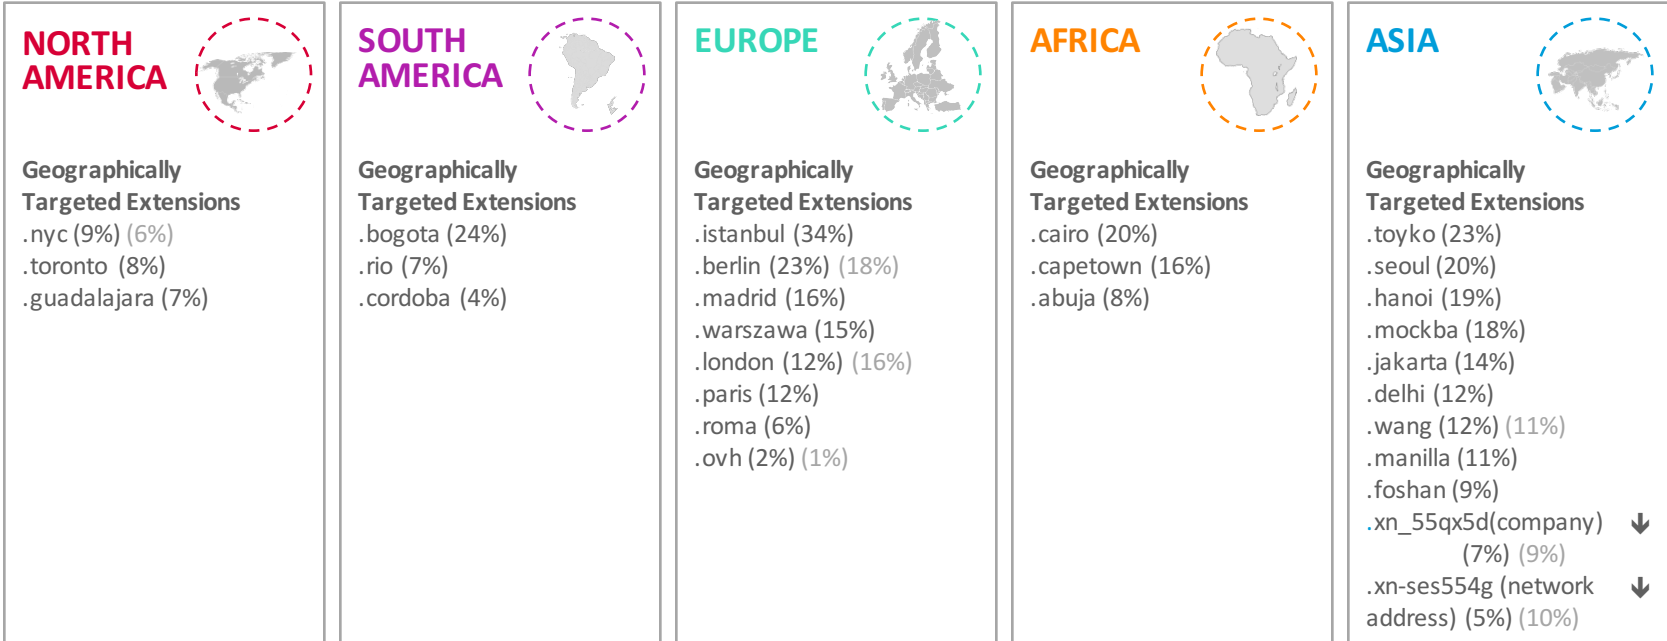 NORTH
AMERICA
Geographically
Targeted Extensions
.nyc (9%) (6%)
.toronto (8%)
.guadalajara (7%)
SOUTH
AMERICA
Geographically
Targeted Extensions
.bogota (24%)
.rio (7%)
.cordoba (4%)
EUROPE
Geographically
Targeted Extensions
.istanbul (34%)
.berlin (23%) (18%)
.madrid (16%)
.warszawa (15%)
.london (12%) (16%)
.paris (12%)
.roma (6%)
.ovh (2%) (1%)
AFRICA
Geographically
Targeted Extensions
.cairo (20%)
.capetown (16%)
.abuja (8%)
ASIA
Geographically
Targeted Extensions
.toyko (23%)
.seoul (20%)
.hanoi (19%)
.mockba (18%)
.jakarta (14%)
.delhi (12%)
.wang (12%) (11%)
.manilla (11%)
.foshan (9%)
.xn_55qx5d(company)
(7%) (9%)
.xn-ses554g (network
address) (5%) (10%)